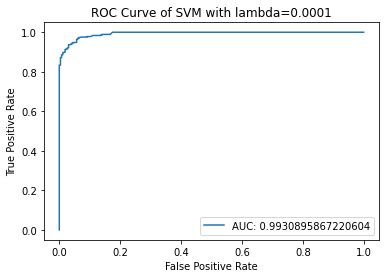 ROC Curve of SVM with lambda=0.0001
1.0
0.8
0.6
0.4
0.2
0.0
True Positive Rate
AUC: 0.9930895867220604
0.0 0.2 0.4 0.6 0.8 1.0
False Positive Rate